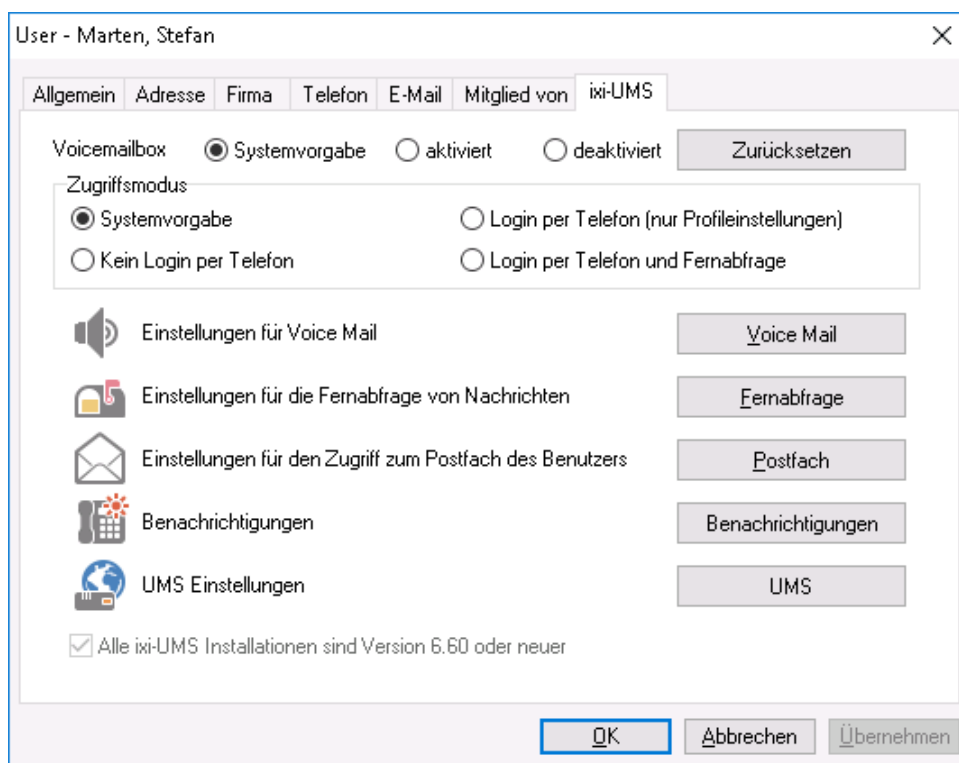 User - Marten, Stefan
Allgemein Adresse Firma Telefon E-Mail Mitglied von ixi-UMS
Voicemailbox Systemvorgabe aktiviert deaktiviert Zurücksetzen
Zugriffsmodus
Systemvorgabe Login per Telefon (nur Profileinstellungen)
Kein Login per Telefon Login per Telefon und Fernabfrage
Einstellungen für Voice Mail Voice Mail
Einstellungen für die Fernabfrage von Nachrichten Fernabfrage
Einstellungen für den Zugriff zum Postfach des Benutzers Postfach
Benachrichtigungen Benachrichtigungen
UMS Einstellungen UMS
Alle ixi-UMS Installationen sind Version 6.60 oder neuer
OK Abbrechen Übernehmen